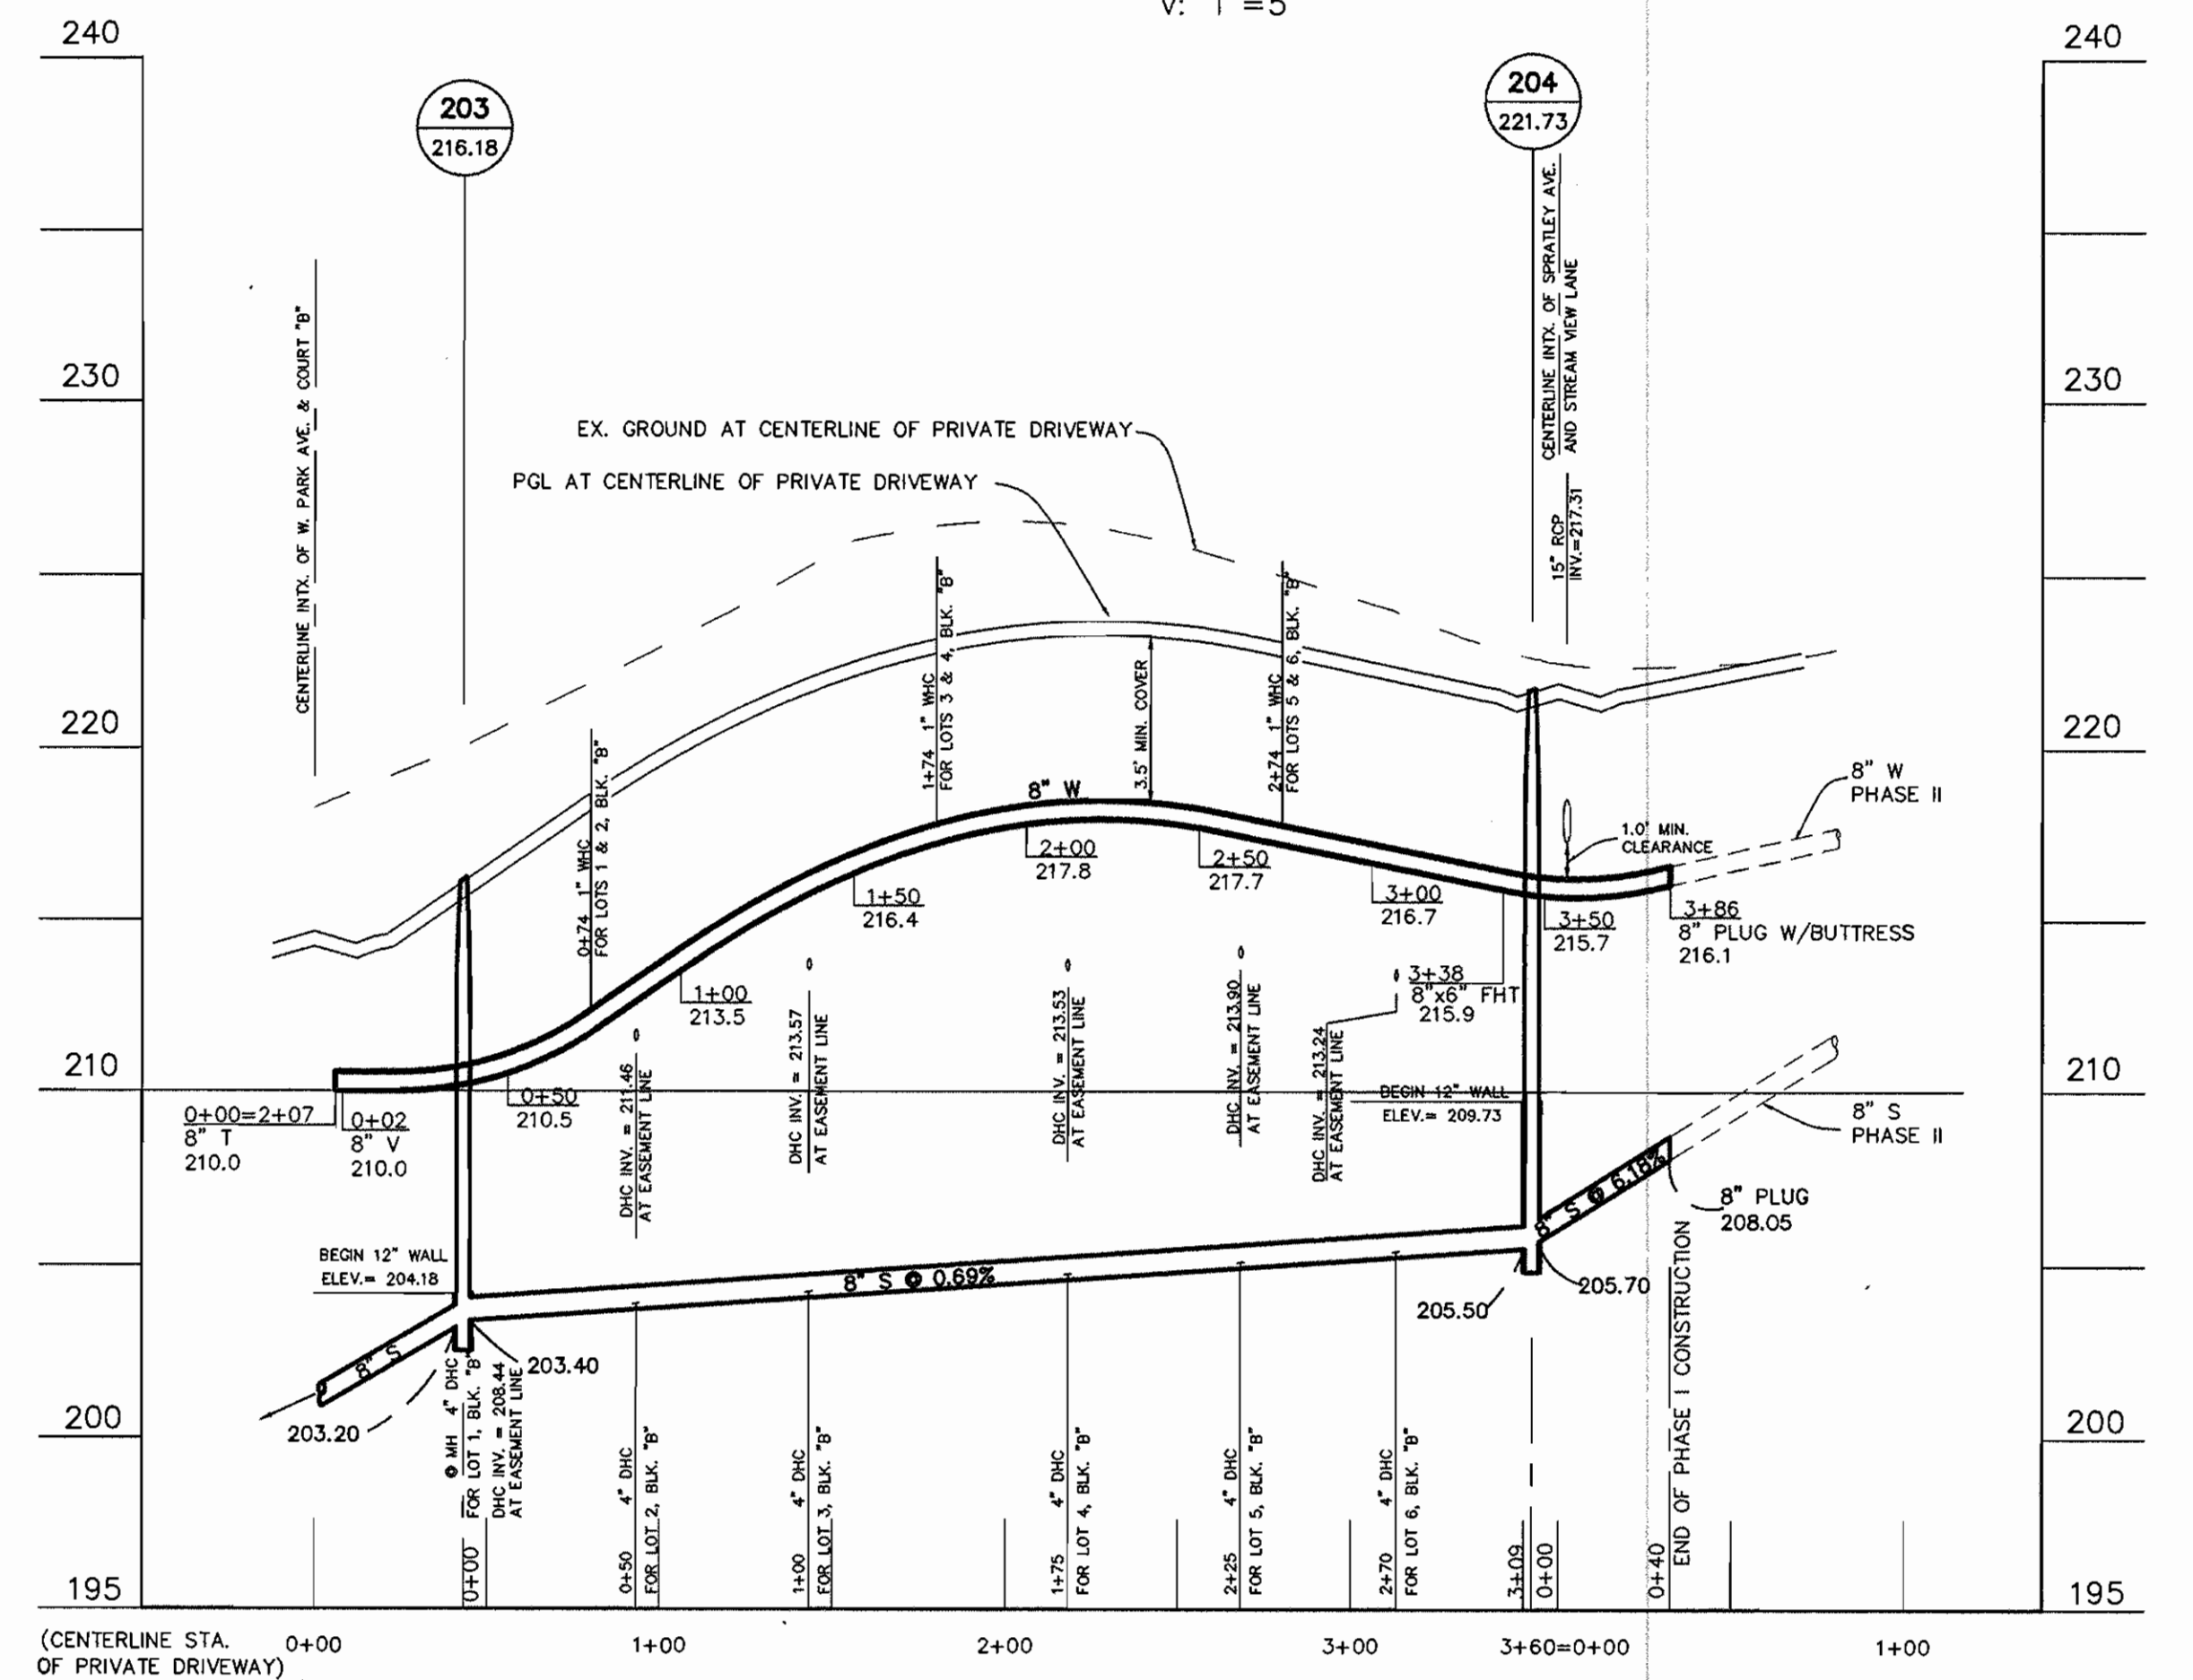 V: 1"=5'
240
240
203
216.18
204
221.73
CENTERLINE INTX. OF W. PARK AVE. & COURT "B"
CENTERLINE INTX. OF SPRATLEY AVE.
AND STREAM VIEW LANE
15" RCP
INV.=217.31
230
230
EX. GROUND AT CENTERLINE OF PRIVATE DRIVEWAY
PGL AT CENTERLINE OF PRIVATE DRIVEWAY
0+74 1" WHC
FOR LOTS 1 & 2, BLK. "B"
1+74 1" WHC
FOR LOTS 3 & 4, BLK. "B"
3.5' MIN. COVER
2+74 1" WHC
FOR LOTS 5 & 6, BLK. "B"
220
220
8" W
8" W
PHASE II
1.0' MIN.
CLEARANCE
2+00
217.8
2+50
217.7
1+50
216.4
3+00
216.7
3+50
215.7
3+86
8" PLUG W/BUTTRESS
216.1
3+38
8"x6" FHT
215.9
1+00
213.5
210
210
0+00=2+07
8" T
210.0
0+02
8" V
210.0
0+50
210.5
DHC INV. = 211.46
AT EASEMENT LINE
DHC INV. = 213.57
AT EASEMENT LINE
DHC INV. = 213.53
AT EASEMENT LINE
DHC INV. = 213.90
AT EASEMENT LINE
DHC INV. = 213.24
AT EASEMENT LINE
BEGIN 12" WALL
ELEV.= 209.73
8" S
PHASE II
8" S @ 6.18%
8" PLUG
208.05
BEGIN 12" WALL
ELEV.= 204.18
8" S @ 0.69%
205.50
205.70
8" S
203.40
203.20
200
200
@ MH 4" DHC
FOR LOT 1, BLK. "B"
DHC INV. = 208.44
AT EASEMENT LINE
0+00
0+50 4" DHC
FOR LOT 2, BLK. "B"
1+00 4" DHC
FOR LOT 3, BLK. "B"
1+75 4" DHC
FOR LOT 4, BLK. "B"
2+25 4" DHC
FOR LOT 5, BLK. "B"
2+70 4" DHC
FOR LOT 6, BLK. "B"
3+09
0+00
0+40
END OF PHASE I CONSTRUCTION
195
195
(CENTERLINE STA.
OF PRIVATE DRIVEWAY)
0+00
1+00
2+00
3+00
3+60=0+00
1+00